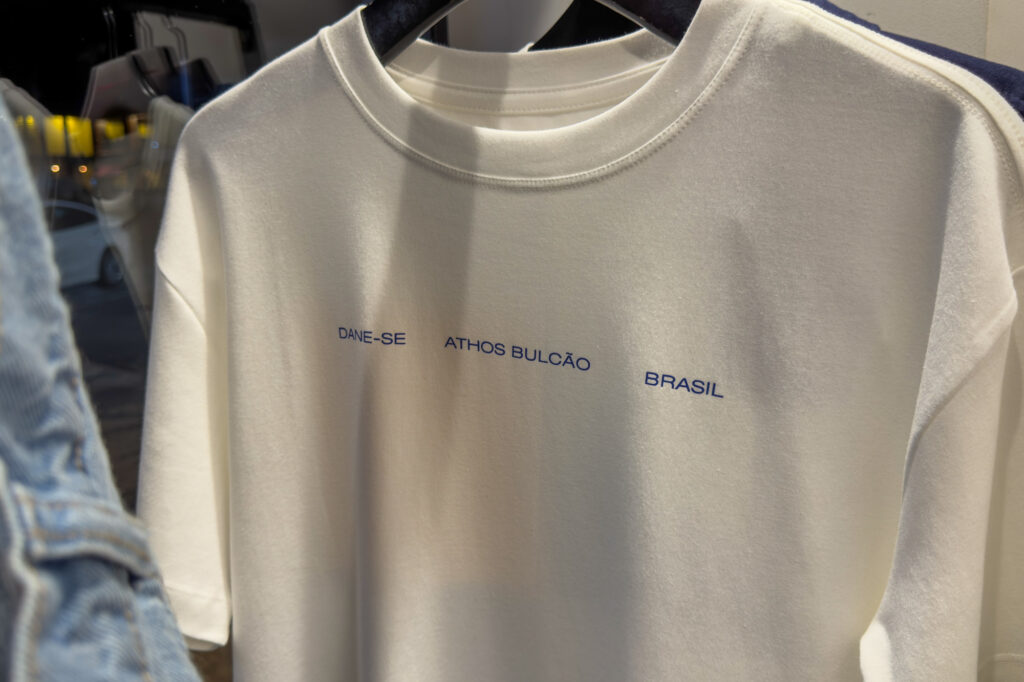 DANE-SE ATHOS BULCÃO BRASIL